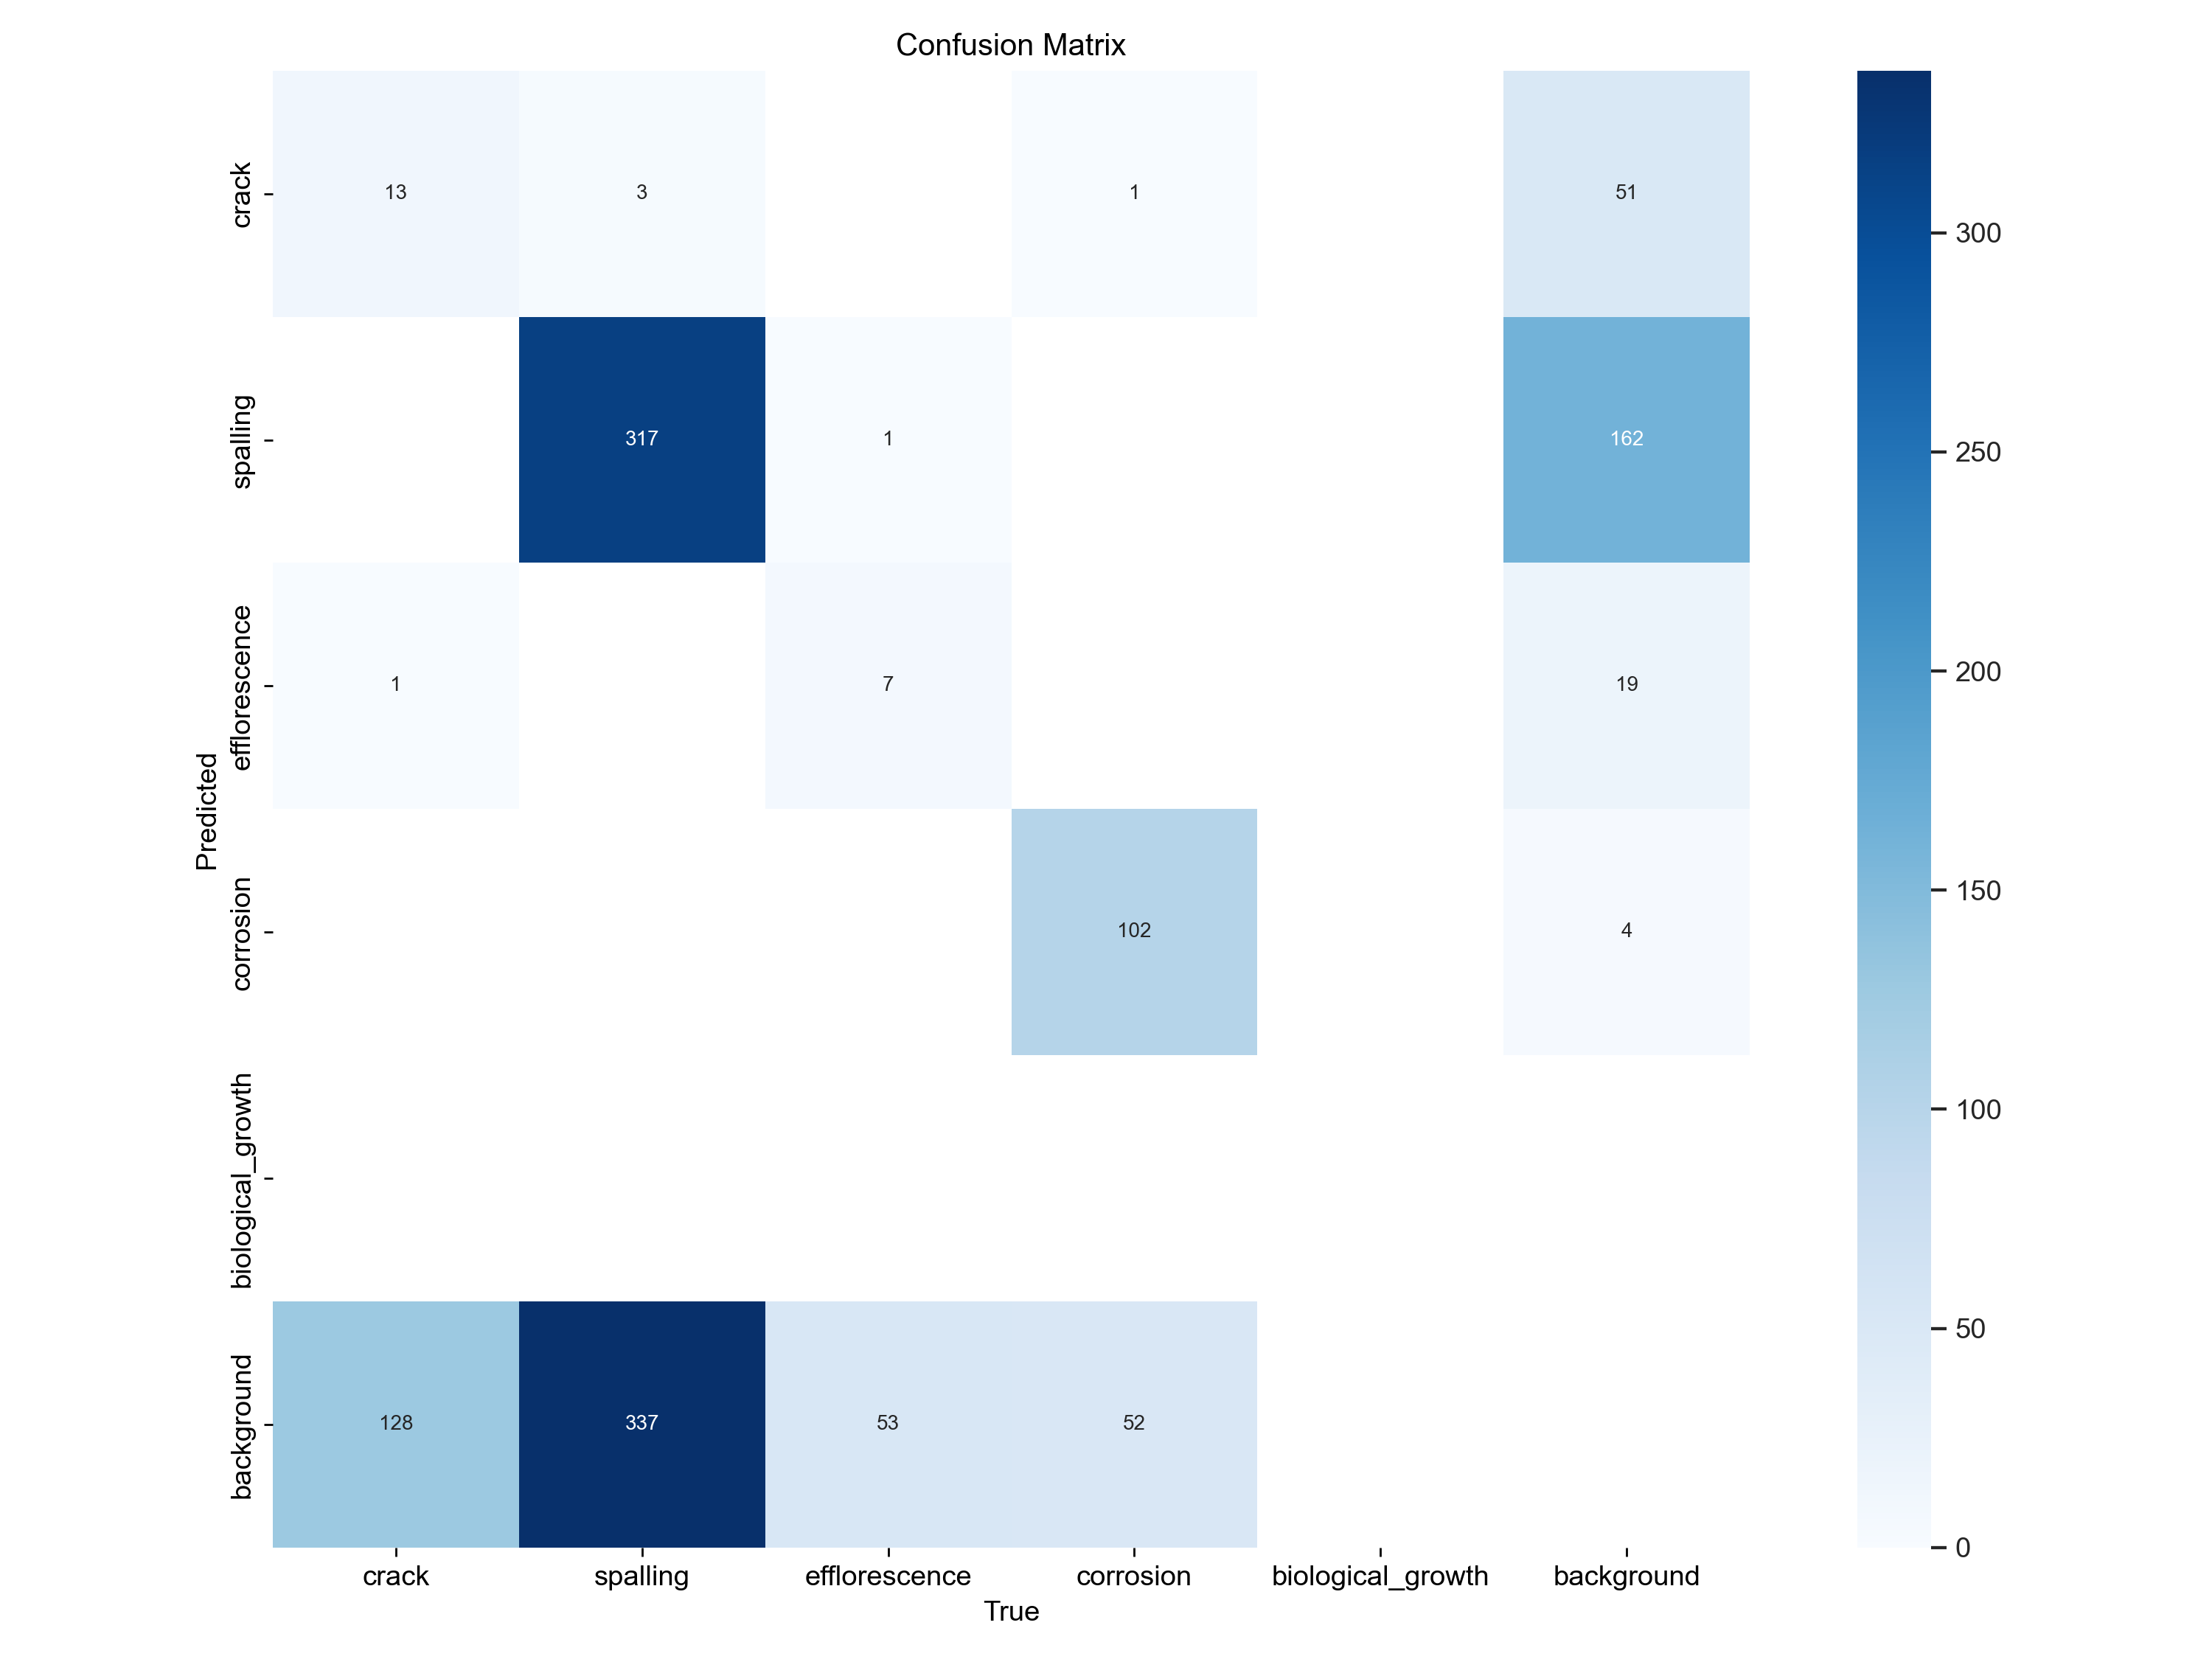 Confusion Matrix
crack
13
3
1
51
spalling
317
1
162
efflorescence
1
7
19
corrosion
102
4
biological_growth
background
128
337
53
52
Predicted
crack
spalling
efflorescence
corrosion
biological_growth
background
True
300
250
200
150
100
50
0